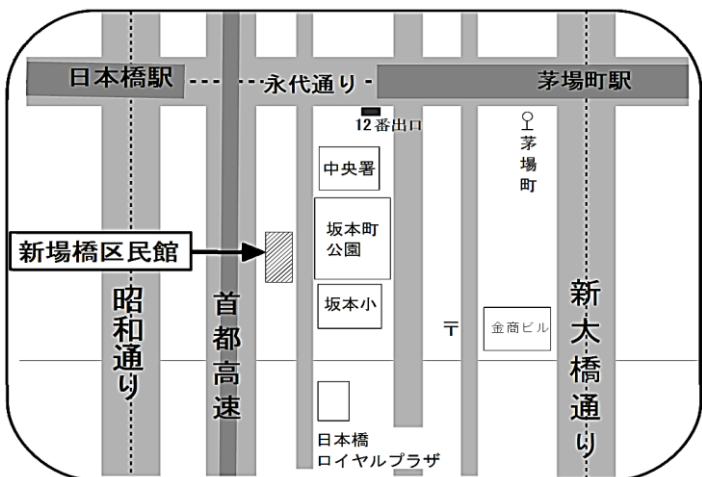 日本橋駅
永代通り
茅場町駅
12番出口
茅場町
中央署
坂本町
公園
新場橋区民館
坂本小
昭和通り
首都高速
〒
金商ビル
新大橋通り
日本橋
ロイヤルプラザ